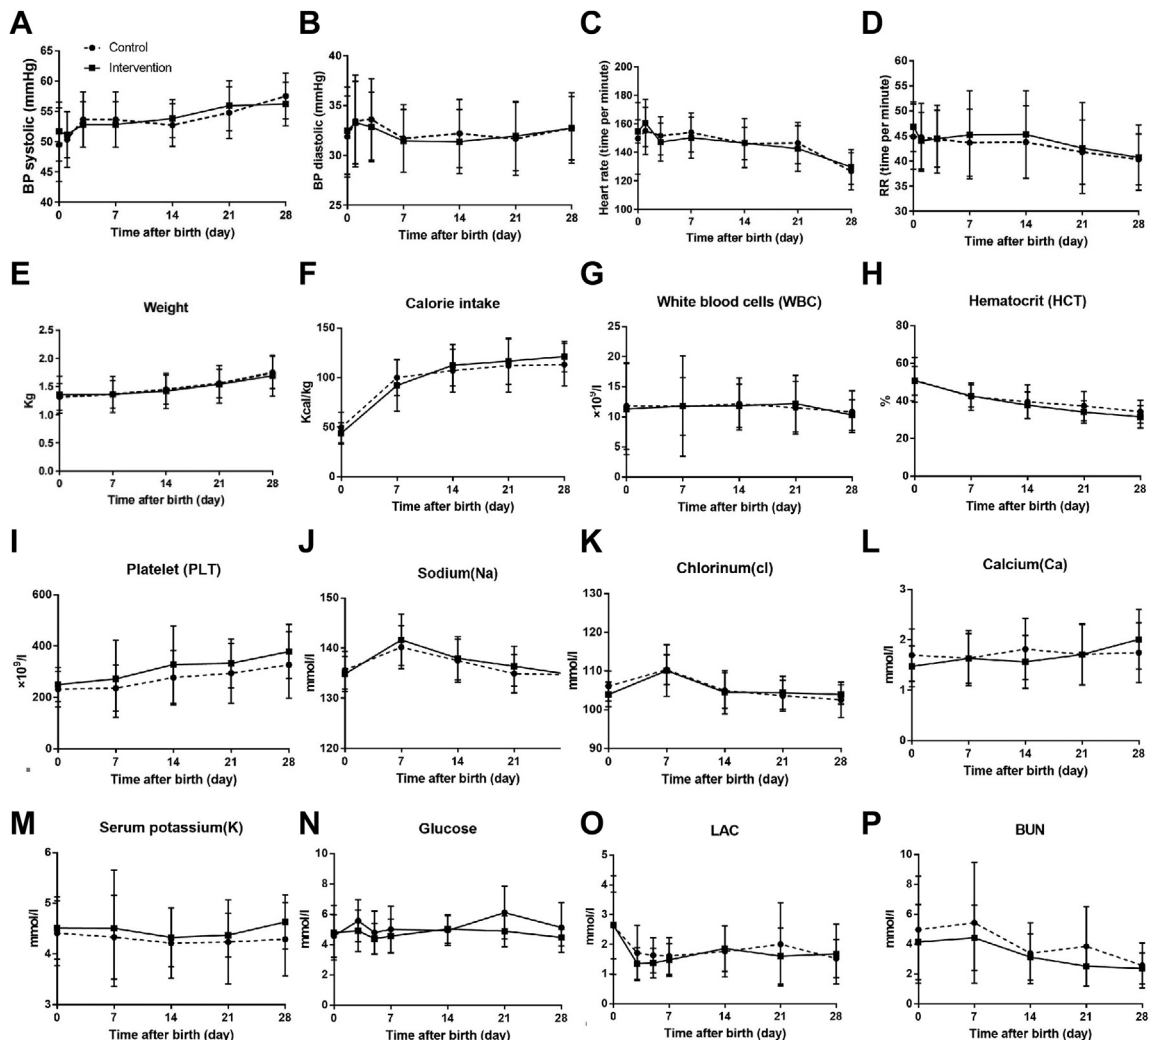 A
BP systolic (mmHg)
65
60
55
50
45
40
Control
Intervention
0 7 14 21 28
Time after birth (day)
B
BP diastolic (mmHg)
40
35
30
25
0 7 14 21 28
Time after birth (day)
C
Heart rate (time per minute)
200
180
160
140
120
100
0 7 14 21 28
Time after birth (day)
D
RR (time per minute)
60
55
50
45
40
35
30
0 7 14 21 28
Time after birth (day)
E
Weight
Kg
2.5
2.0
1.5
1.0
0.5
0.0
0 7 14 21 28
Time after birth (day)
F
Calorie intake
Kcal/kg
150
100
50
0
0 7 14 21 28
Time after birth (day)
G
White blood cells (WBC)
×10⁹/l
25
20
15
10
5
0
0 7 14 21 28
Time after birth (day)
H
Hematocrit (HCT)
%
80
60
40
20
0
0 7 14 21 28
Time after birth (day)
I
Platelet (PLT)
×10⁹/l
600
400
200
0
0 7 14 21 28
Time after birth (day)
J
Sodium(Na)
mmol/l
150
140
130
120
0 7 14 21 28
Time after birth (day)
K
Chlorinum(cl)
mmol/l
130
120
110
100
90
0 7 14 21 28
Time after birth (day)
L
Calcium(Ca)
mmol/l
3
2
1
0
0 7 14 21 28
Time after birth (day)
M
Serum potassium(K)
mmol/l
6
5
4
3
0 7 14 21 28
Time after birth (day)
N
Glucose
mmol/l
10
8
6
4
2
0
0 7 14 21 28
Time after birth (day)
O
LAC
mmol/l
5
4
3
2
1
0
0 7 14 21 28
Time after birth (day)
P
BUN
mmol/l
10
8
6
4
2
0
0 7 14 21 28
Time after birth (day)